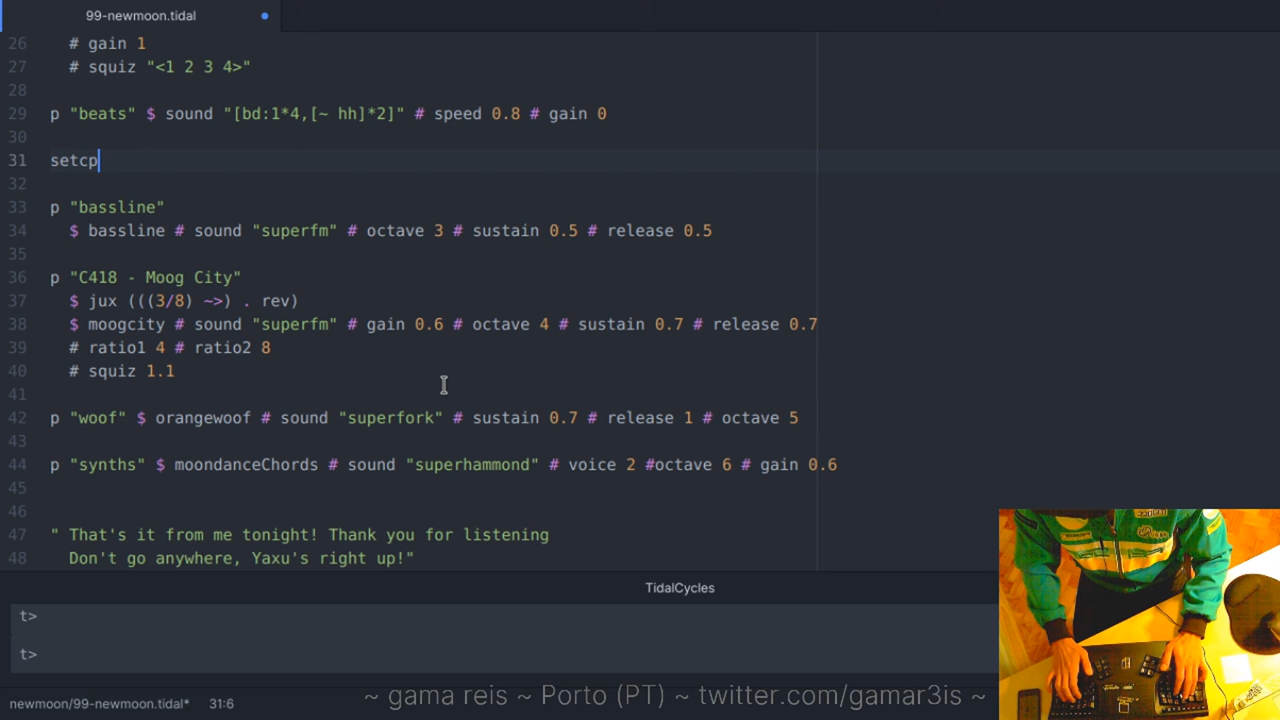 99-newmoon.tidal
26 # gain 1
27 # squiz "<1 2 3 4>"
28
29 p "beats" $ sound "[bd:1*4,[~ hh]*2]" # speed 0.8 # gain 0
30
31 setcp
32
33 p "bassline"
34 $ bassline # sound "superfm" # octave 3 # sustain 0.5 # release 0.5
35
36 p "C418 - Moog City"
37 $ jux (((3/8) ~>) . rev)
38 $ moogcity # sound "superfm" # gain 0.6 # octave 4 # sustain 0.7 # release 0.7
39 # ratio1 4 # ratio2 8
40 # squiz 1.1
41
42 p "woof" $ orangewoof # sound "superfork" # sustain 0.7 # release 1 # octave 5
43
44 p "synths" $ moondanceChords # sound "superhammond" # voice 2 #octave 6 # gain 0.6
45
46
47 " That's it from me tonight! Thank you for listening
48 Don't go anywhere, Yaxu's right up!"
TidalCycles
t>
t>
newmoon/99-newmoon.tidal* 31:6
~ gama reis ~ Porto (PT) ~ twitter.com/gamar3is ~